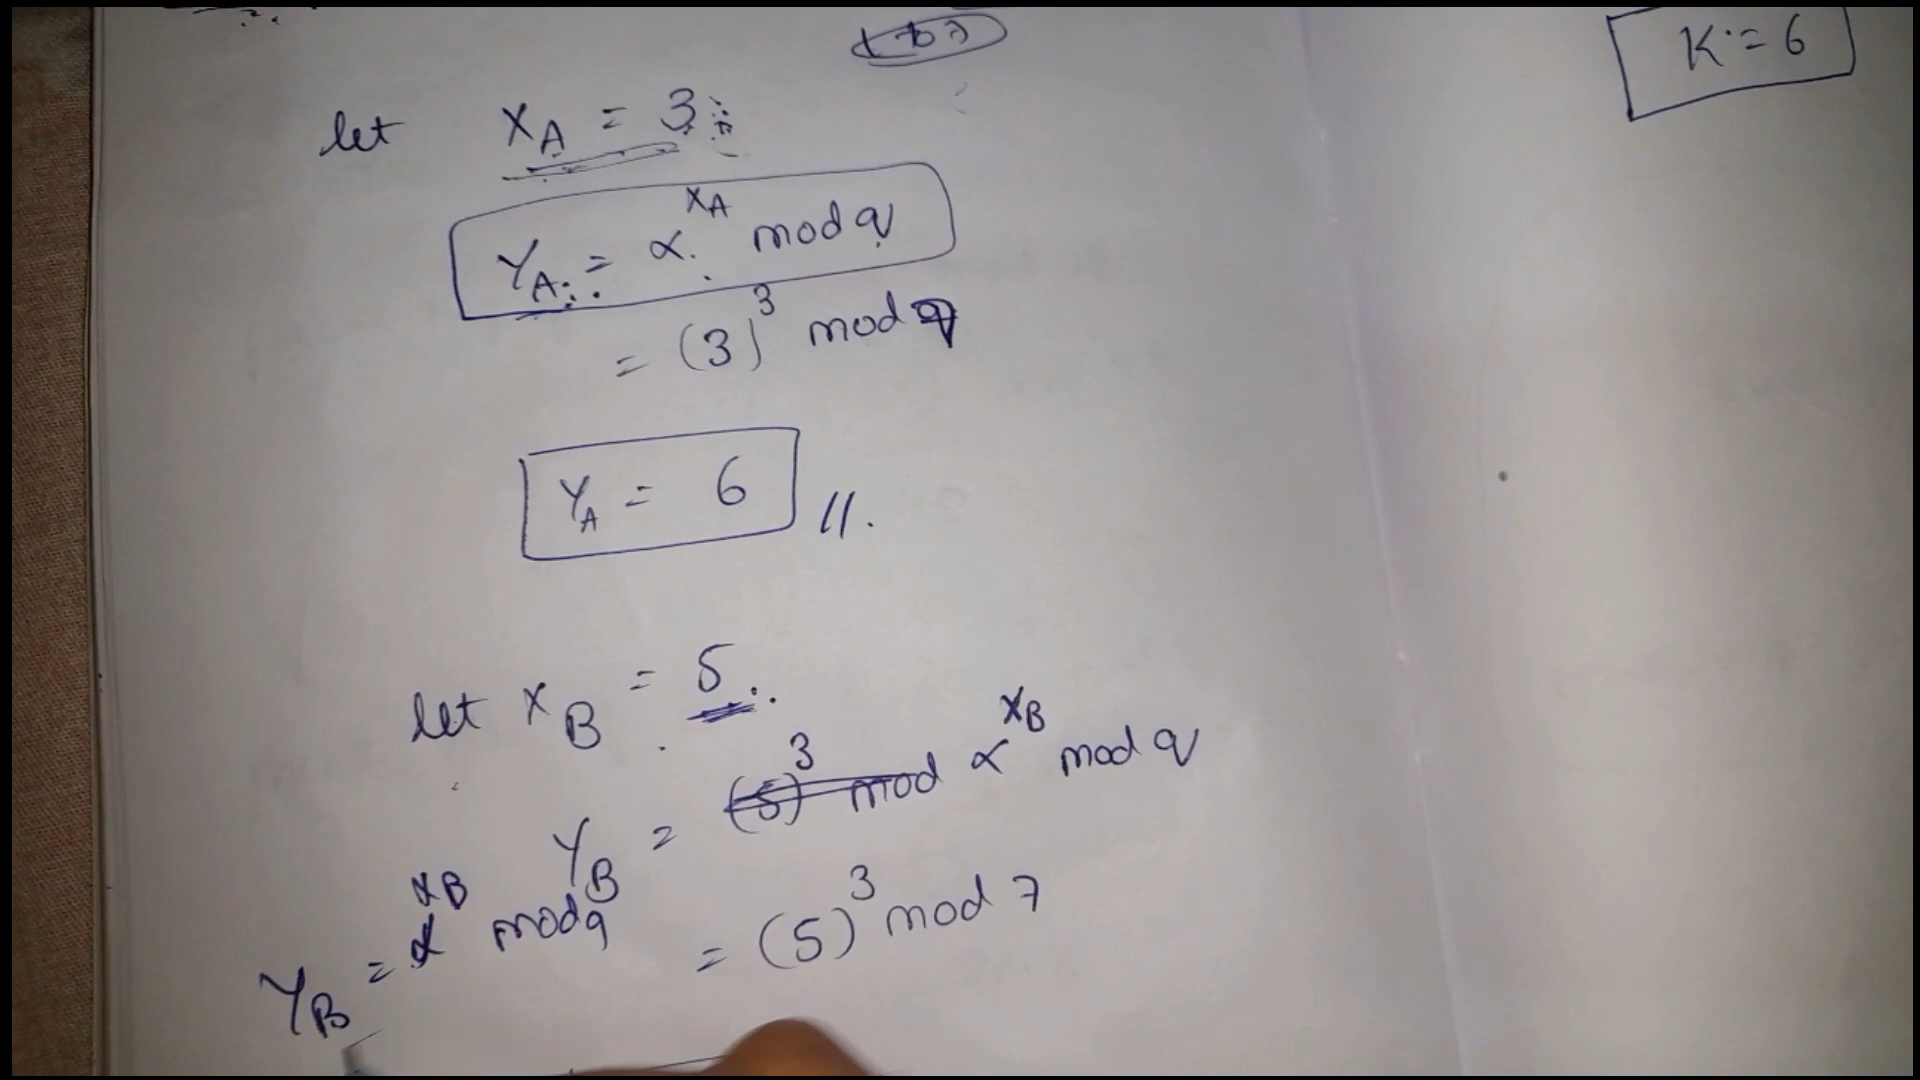 K = 6
let X_A = 3
Y_A = α^X_A mod q
= (3)^3 mod 7
Y_A = 6 //.
let X_B = 5
Y_B = (5)^3 mod α^X_B mod q
= (5)^3 mod 7
Y_B = α^X_B mod q